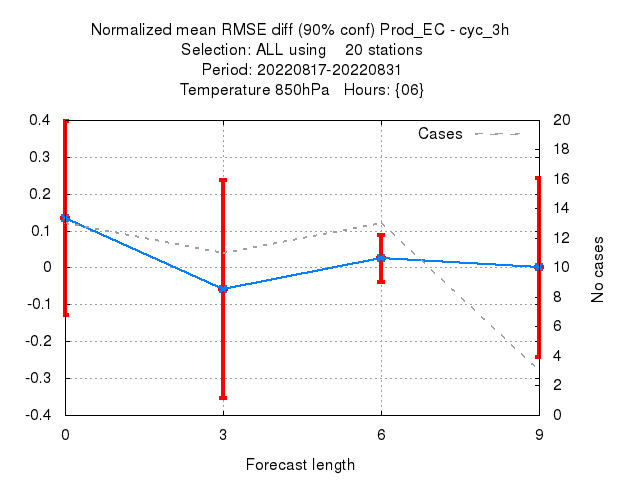 Normalized mean RMSE diff (90% conf) Prod_EC - cyc_3h
Selection: ALL using    20 stations
Period: 20220817-20220831
Temperature 850hPa   Hours: {06}
Cases
0.4
0.3
0.2
0.1
0
-0.1
-0.2
-0.3
-0.4
20
18
16
14
12
10
8
6
4
2
0
No cases
0 3 6 9
Forecast length